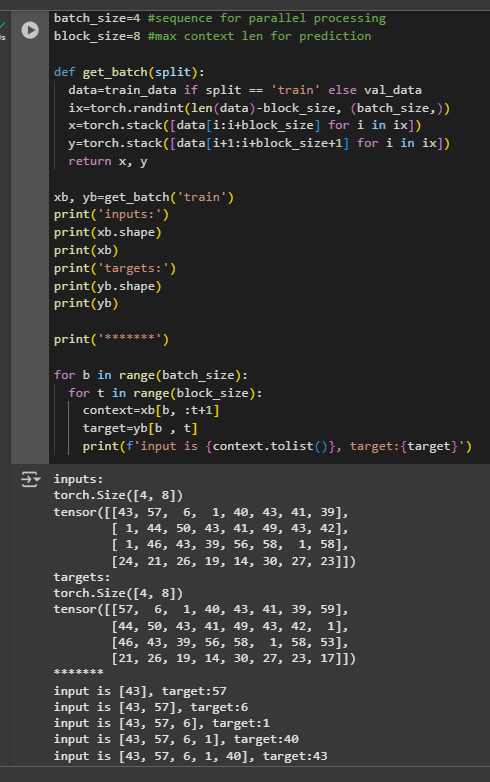 batch_size=4 #sequence for parallel processing
block_size=8 #max context len for prediction

def get_batch(split):
  data=train_data if split == 'train' else val_data
  ix=torch.randint(len(data)-block_size, (batch_size,))
  x=torch.stack([data[i:i+block_size] for i in ix])
  y=torch.stack([data[i+1:i+block_size+1] for i in ix])
  return x, y

xb, yb=get_batch('train')
print('inputs:')
print(xb.shape)
print(xb)
print('targets:')
print(yb.shape)
print(yb)

print('*******')

for b in range(batch_size):
  for t in range(block_size):
    context=xb[b, :t+1]
    target=yb[b , t]
    print(f'input is {context.tolist()}, target:{target}')
inputs:
torch.Size([4, 8])
tensor([[43, 57,  6,  1, 40, 43, 41, 39],
        [ 1, 44, 50, 43, 41, 49, 43, 42],
        [ 1, 46, 43, 39, 56, 58,  1, 58],
        [24, 21, 26, 19, 14, 30, 27, 23]])
targets:
torch.Size([4, 8])
tensor([[57,  6,  1, 40, 43, 41, 39, 59],
        [44, 50, 43, 41, 49, 43, 42,  1],
        [46, 43, 39, 56, 58,  1, 58, 53],
        [21, 26, 19, 14, 30, 27, 23, 17]])
*******
input is [43], target:57
input is [43, 57], target:6
input is [43, 57, 6], target:1
input is [43, 57, 6, 1], target:40
input is [43, 57, 6, 1, 40], target:43